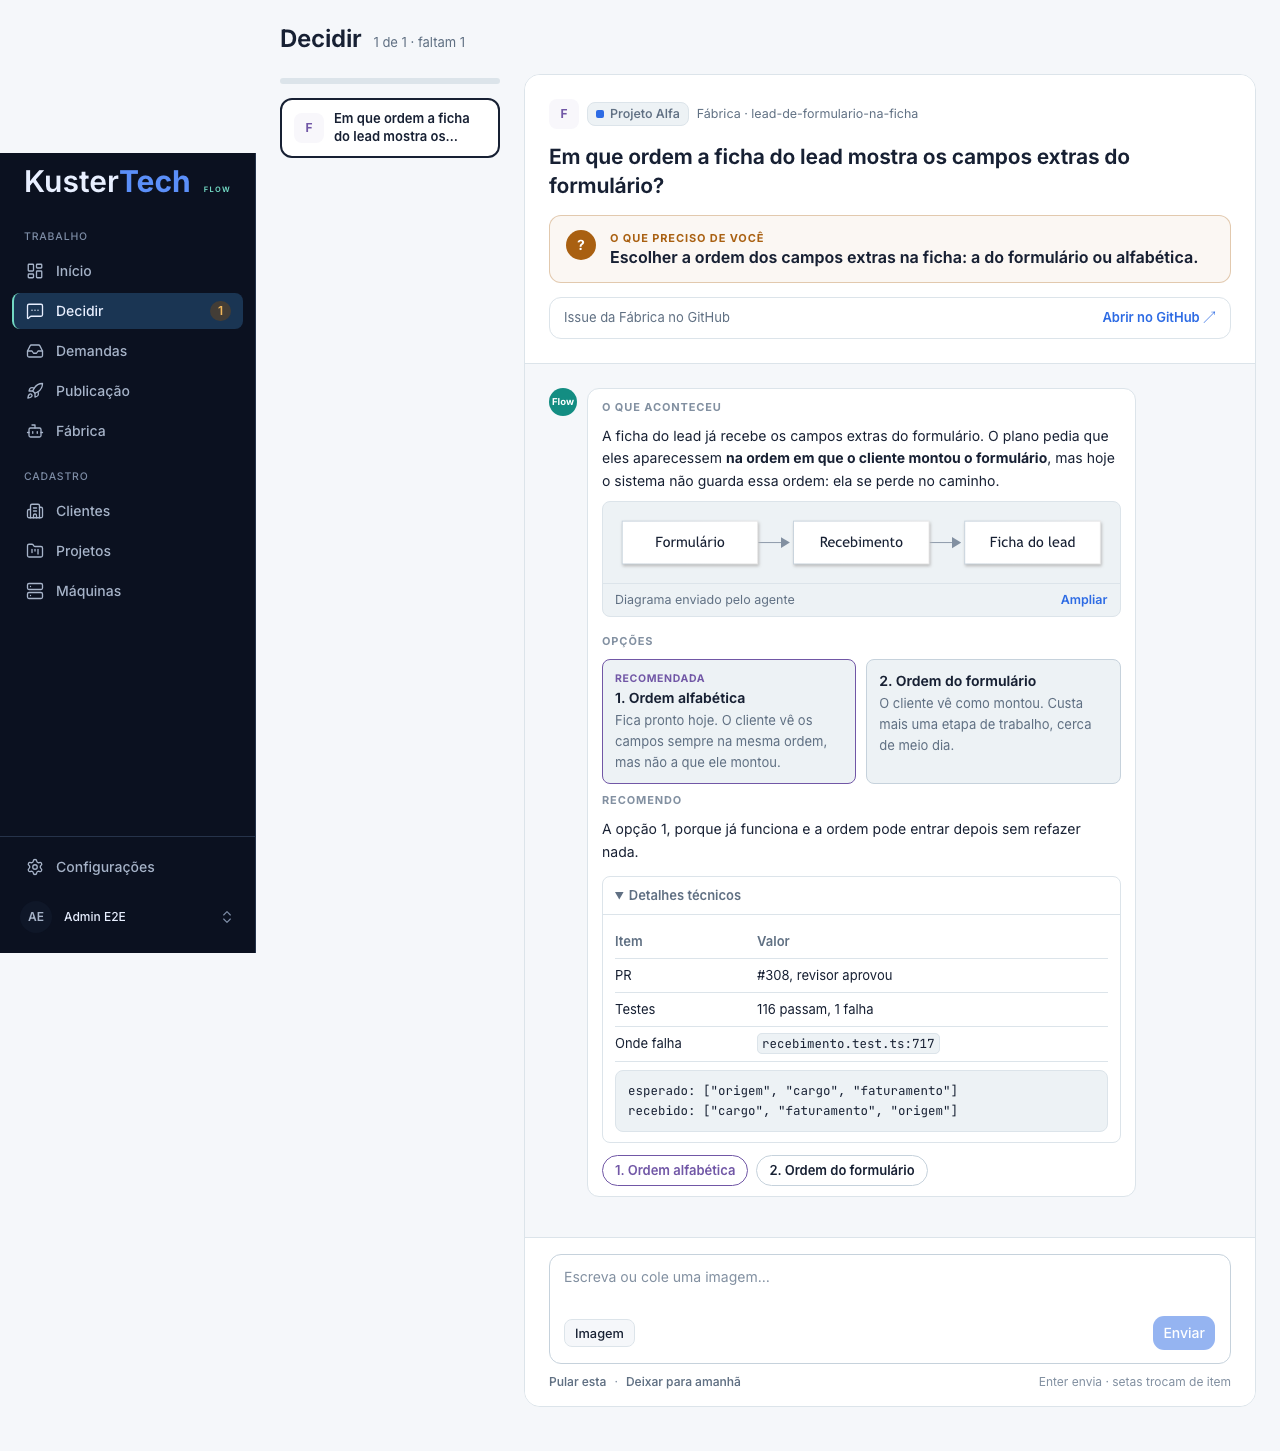 Decidir
1 de 1 · faltam 1
F
Em que ordem a ficha
do lead mostra os...
KusterTech FLOW
TRABALHO
Início
Decidir
1
Demandas
Publicação
Fábrica
CADASTRO
Clientes
Projetos
Máquinas
Configurações
AE
Admin E2E
F
Projeto Alfa
Fábrica · lead-de-formulario-na-ficha
Em que ordem a ficha do lead mostra os campos extras do
formulário?
?
O QUE PRECISO DE VOCÊ
Escolher a ordem dos campos extras na ficha: a do formulário ou alfabética.
Issue da Fábrica no GitHub
Abrir no GitHub ↗
Flow
O QUE ACONTECEU
A ficha do lead já recebe os campos extras do formulário. O plano pedia que
eles aparecessem na ordem em que o cliente montou o formulário, mas hoje
o sistema não guarda essa ordem: ela se perde no caminho.
Formulário
Recebimento
Ficha do lead
Diagrama enviado pelo agente
Ampliar
OPÇÕES
RECOMENDADA
1. Ordem alfabética
Fica pronto hoje. O cliente vê os
campos sempre na mesma ordem,
mas não a que ele montou.
2. Ordem do formulário
O cliente vê como montou. Custa
mais uma etapa de trabalho, cerca
de meio dia.
RECOMENDO
A opção 1, porque já funciona e a ordem pode entrar depois sem refazer
nada.
▼ Detalhes técnicos
Item
Valor
PR
#308, revisor aprovou
Testes
116 passam, 1 falha
Onde falha
recebimento.test.ts:717
esperado: ["origem", "cargo", "faturamento"]
recebido: ["cargo", "faturamento", "origem"]
1. Ordem alfabética
2. Ordem do formulário
Escreva ou cole uma imagem...
Imagem
Enviar
Pular esta · Deixar para amanhã
Enter envia · setas trocam de item